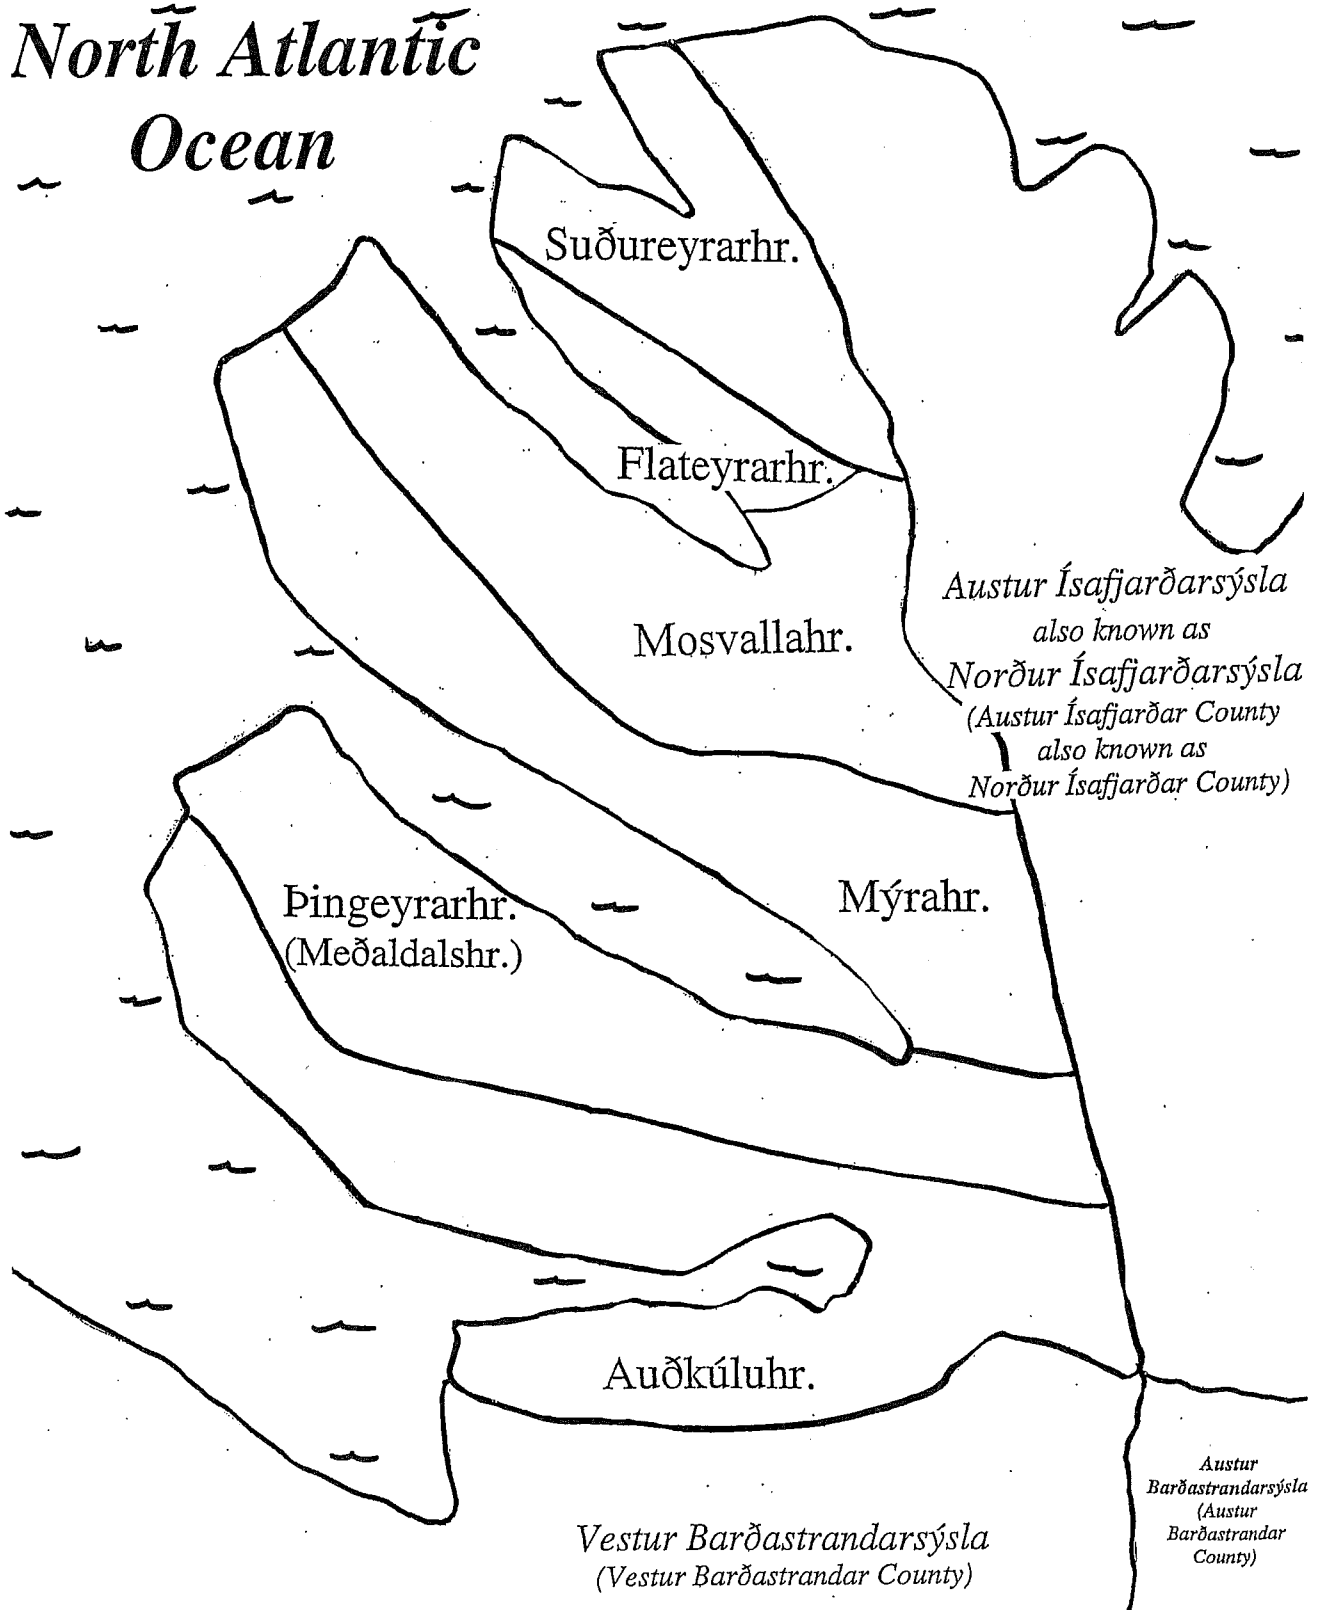 North Atlantic
Ocean
Suðureyrarhr.
Flateyrarhr.
Austur Ísafjarðarsýsla
also known as
Norður Ísafjarðarsýsla
(Austur Ísafjarðar County
also known as
Norður Ísafjarðar County)
Mosvallahr.
Mýrahr.
Þingeyrarhr.
(Meðaldalshr.)
Auðkúluhr.
Austur
Barðastrandarsýsla
(Austur
Barðastrandar
County)
Vestur Barðastrandarsýsla
(Vestur Barðastrandar County)